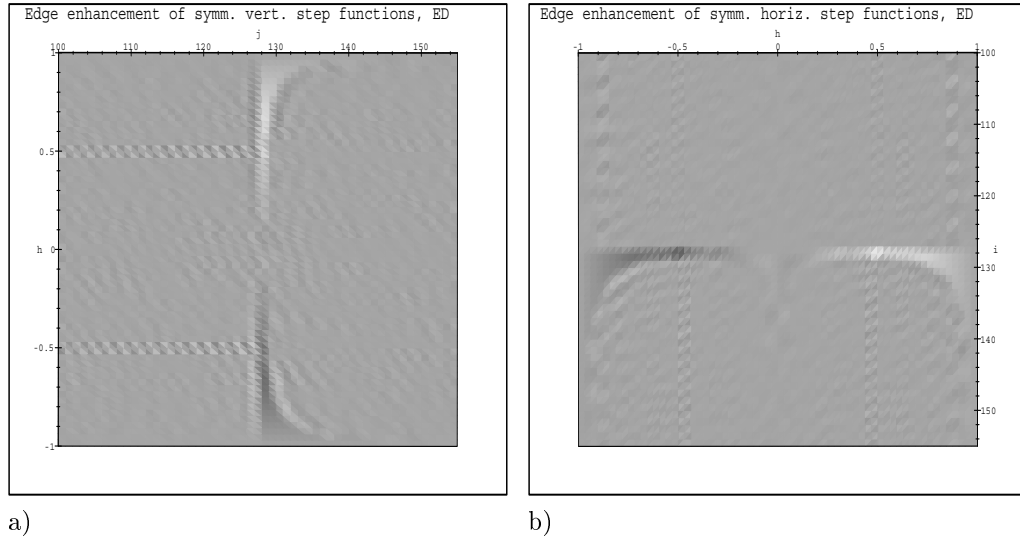 Edge enhancement of symm. vert. step functions, ED
j
100 110 120 130 140 150
1
0.5
h 0
-0.5
-1
a)
Edge enhancement of symm. horiz. step functions, ED
h
-1 -0.5 0 0.5 1
100
110
120
i
130
140
150
b)